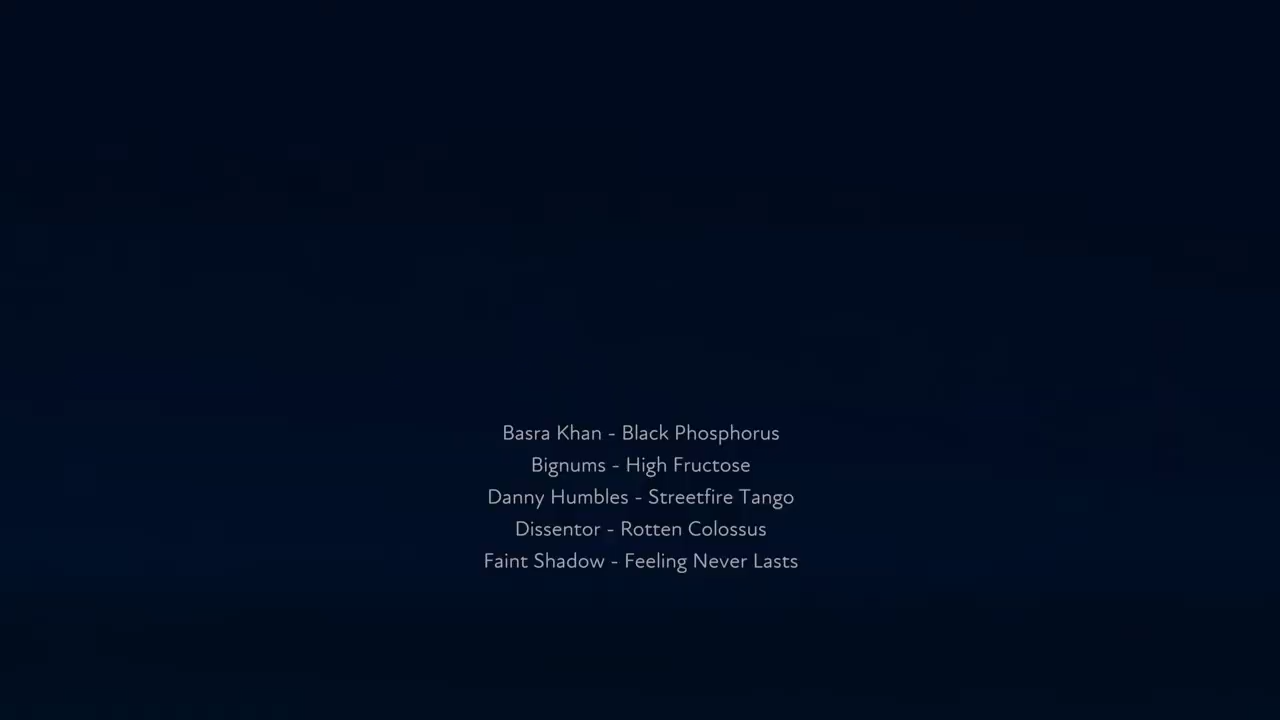 Basra Khan - Black Phosphorus
Bignums - High Fructose
Danny Humbles - Streetfire Tango
Dissentor - Rotten Colossus
Faint Shadow - Feeling Never Lasts